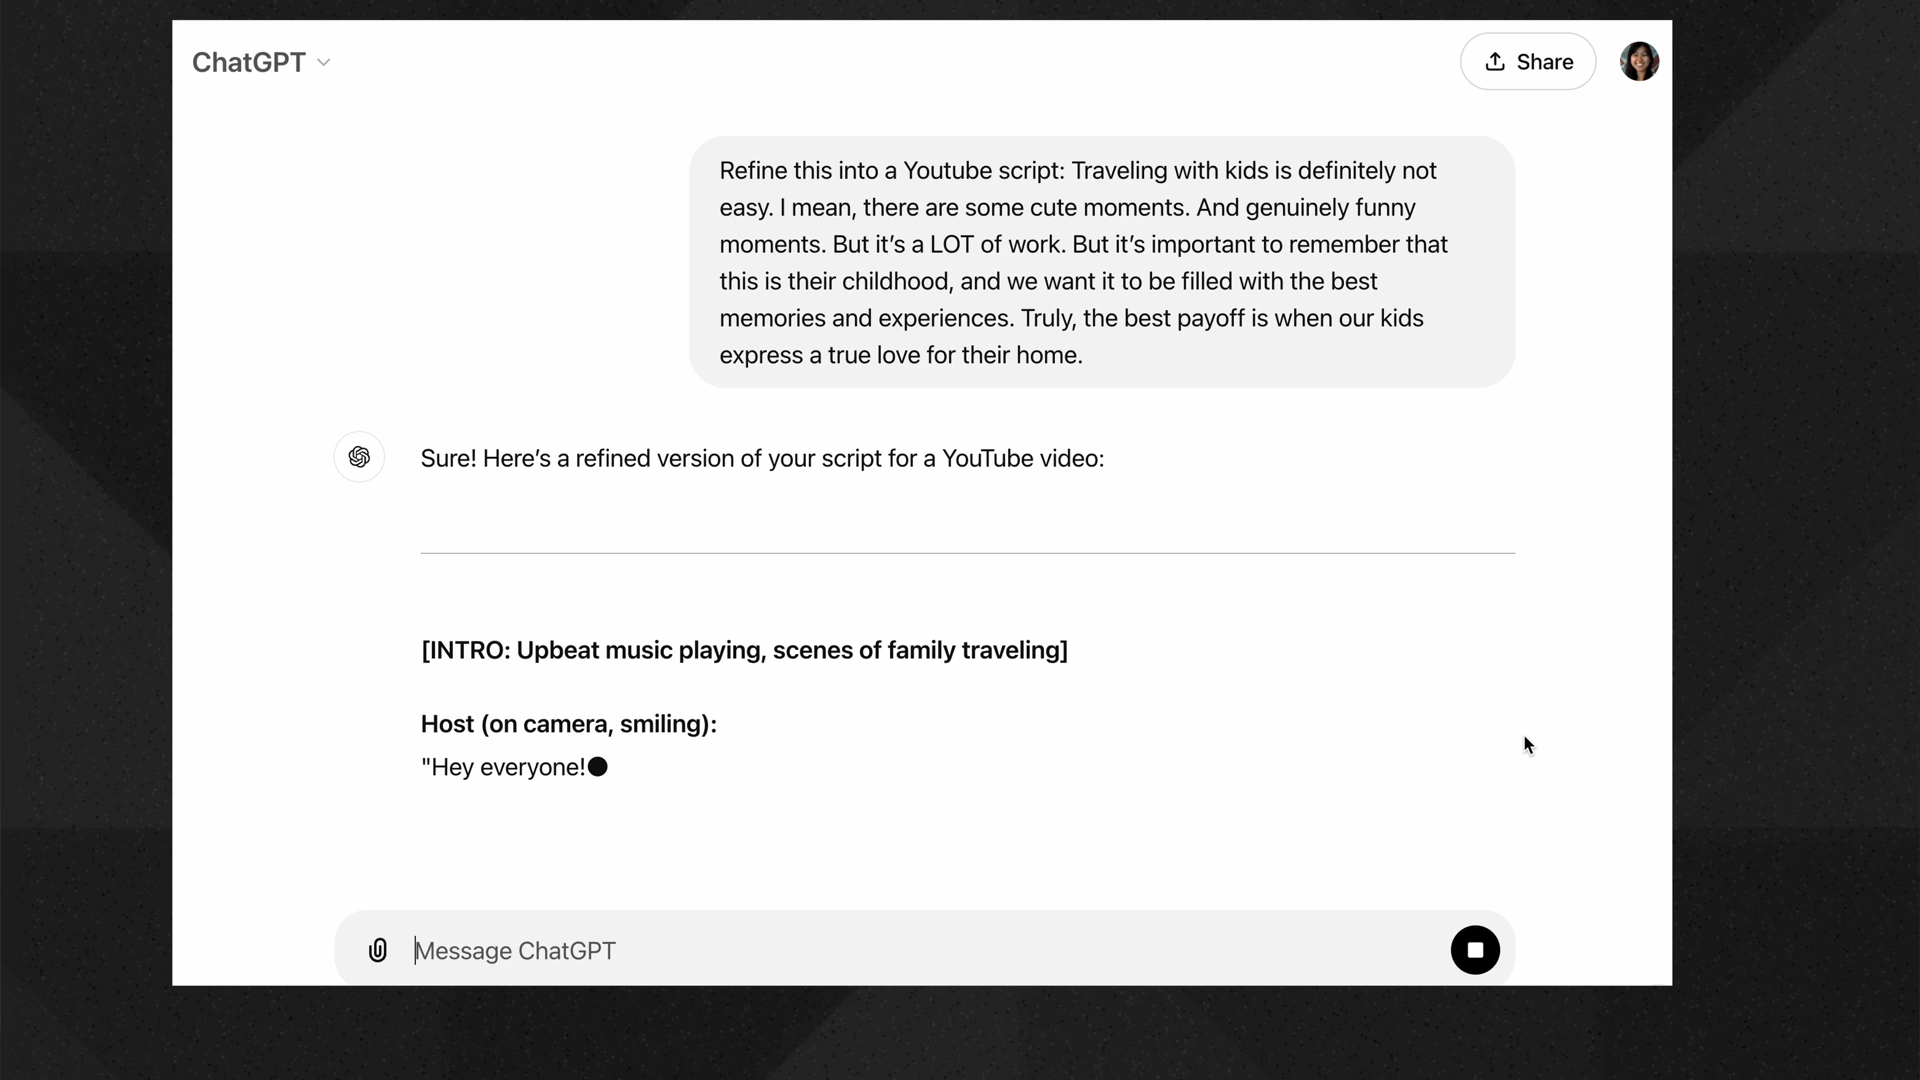 ChatGPT
Share
Refine this into a Youtube script: Traveling with kids is definitely not
easy. I mean, there are some cute moments. And genuinely funny
moments. But it’s a LOT of work. But it’s important to remember that
this is their childhood, and we want it to be filled with the best
memories and experiences. Truly, the best payoff is when our kids
express a true love for their home.
Sure! Here’s a refined version of your script for a YouTube video:
[INTRO: Upbeat music playing, scenes of family traveling]
Host (on camera, smiling):
"Hey everyone!
Message ChatGPT